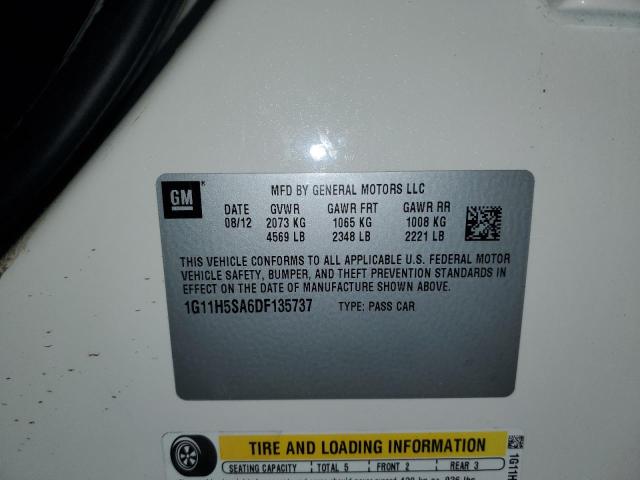 GM
MFD BY GENERAL MOTORS LLC
DATE GVWR GAWR FRT GAWR RR
08/12 2073 KG 1065 KG 1008 KG
4569 LB 2348 LB 2221 LB
THIS VEHICLE CONFORMS TO ALL APPLICABLE U.S. FEDERAL MOTOR
VEHICLE SAFETY, BUMPER, AND THEFT PREVENTION STANDARDS IN
EFFECT ON THE DATE OF MANUFACTURE SHOWN ABOVE.
1G11H5SA6DF135737 TYPE: PASS CAR
TIRE AND LOADING INFORMATION
SEATING CAPACITY TOTAL 5 FRONT 2 REAR 3
1G11H